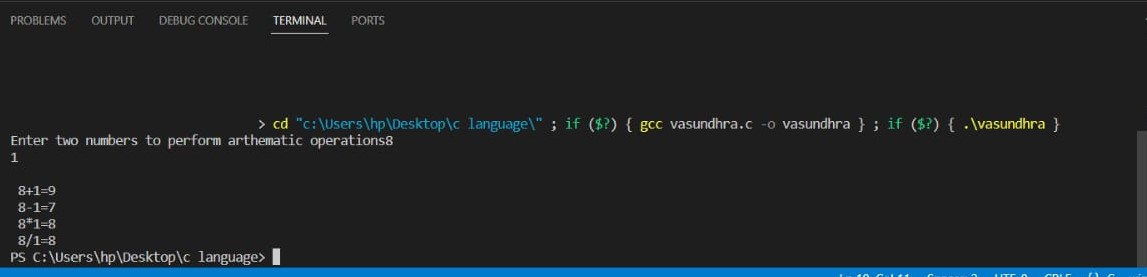 PROBLEMS OUTPUT DEBUG CONSOLE TERMINAL PORTS
> cd "c:\Users\hp\Desktop\c language\" ; if ($?) { gcc vasundhra.c -o vasundhra } ; if ($?) { .\vasundhra }
Enter two numbers to perform arthematic operations8
1
8+1=9
8-1=7
8*1=8
8/1=8
PS C:\Users\hp\Desktop\c language>